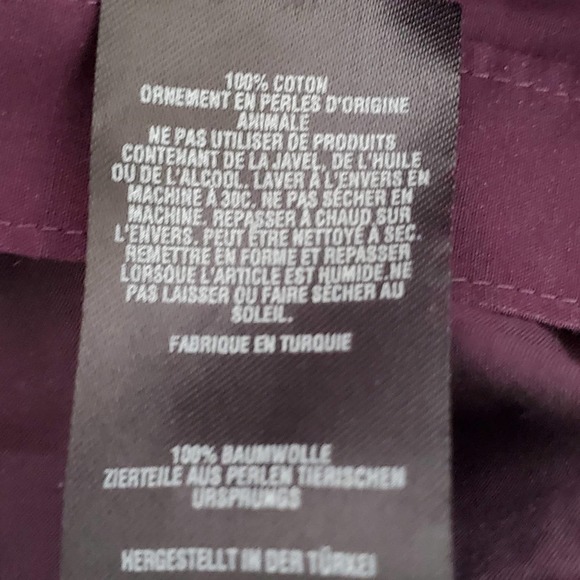 100% COTON
ORNEMENT EN PERLES D'ORIGINE
ANIMALE
NE PAS UTILISER DE PRODUITS
CONTENANT DE LA JAVEL, DE L'HUILE
OU DE L'ALCOOL. LAVER À L'ENVERS EN
MACHINE À 30C. NE PAS SÉCHER EN
MACHINE. REPASSER À CHAUD SUR
L'ENVERS. PEUT ÊTRE NETTOYÉ A SEC.
REMETTRE EN FORME ET REPASSER
LORSQUE L'ARTICLE EST HUMIDE. NE
PAS LAISSER OU FAIRE SÉCHER AU
SOLEIL.
FABRIQUE EN TURQUIE
100% BAUMWOLLE
ZIERTEILE AUS PERLEN TIERISCHEN
URSPRUNGS
HERGESTELLT IN DER TÜRKEI